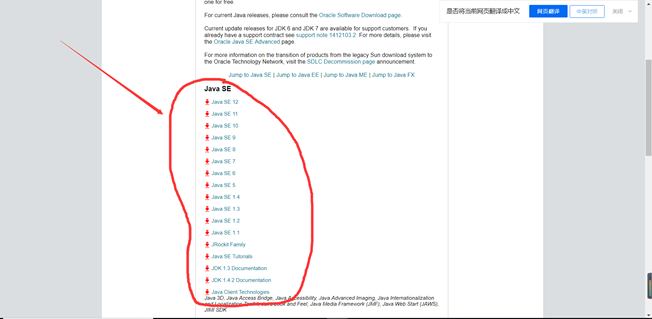 one for free.
是否将当前网页翻译成中文 网页翻译 中英对照 关闭
For current Java releases, please consult the Oracle Software Download page.
Current update releases for JDK 6 and JDK 7 are available for support customers. If you
already have a support contract see support note 1412103.2. For more details, please visit
the Oracle Java SE Advanced page.
For more information on the transition of products from the legacy Sun download system to
the Oracle Technology Network, visit the SDLC Decommission page announcement.
Jump to Java SE | Jump to Java EE | Jump to Java ME | Jump to Java FX
Java SE
Java SE 12
Java SE 11
Java SE 10
Java SE 9
Java SE 8
Java SE 7
Java SE 6
Java SE 5
Java SE 1.4
Java SE 1.3
Java SE 1.2
Java SE 1.1
JRockit Family
Java SE Tutorials
JDK 1.3 Documentation
JDK 1.4.2 Documentation
Java Client Technologies
Java 3D, Java Access Bridge, Java Accessibility, Java Advanced Imaging, Java Internationalization
and Localization Toolkit, Look and Feel, Java Media Framework (JMF), Java Web Start (JAWS),
JIMI SDK